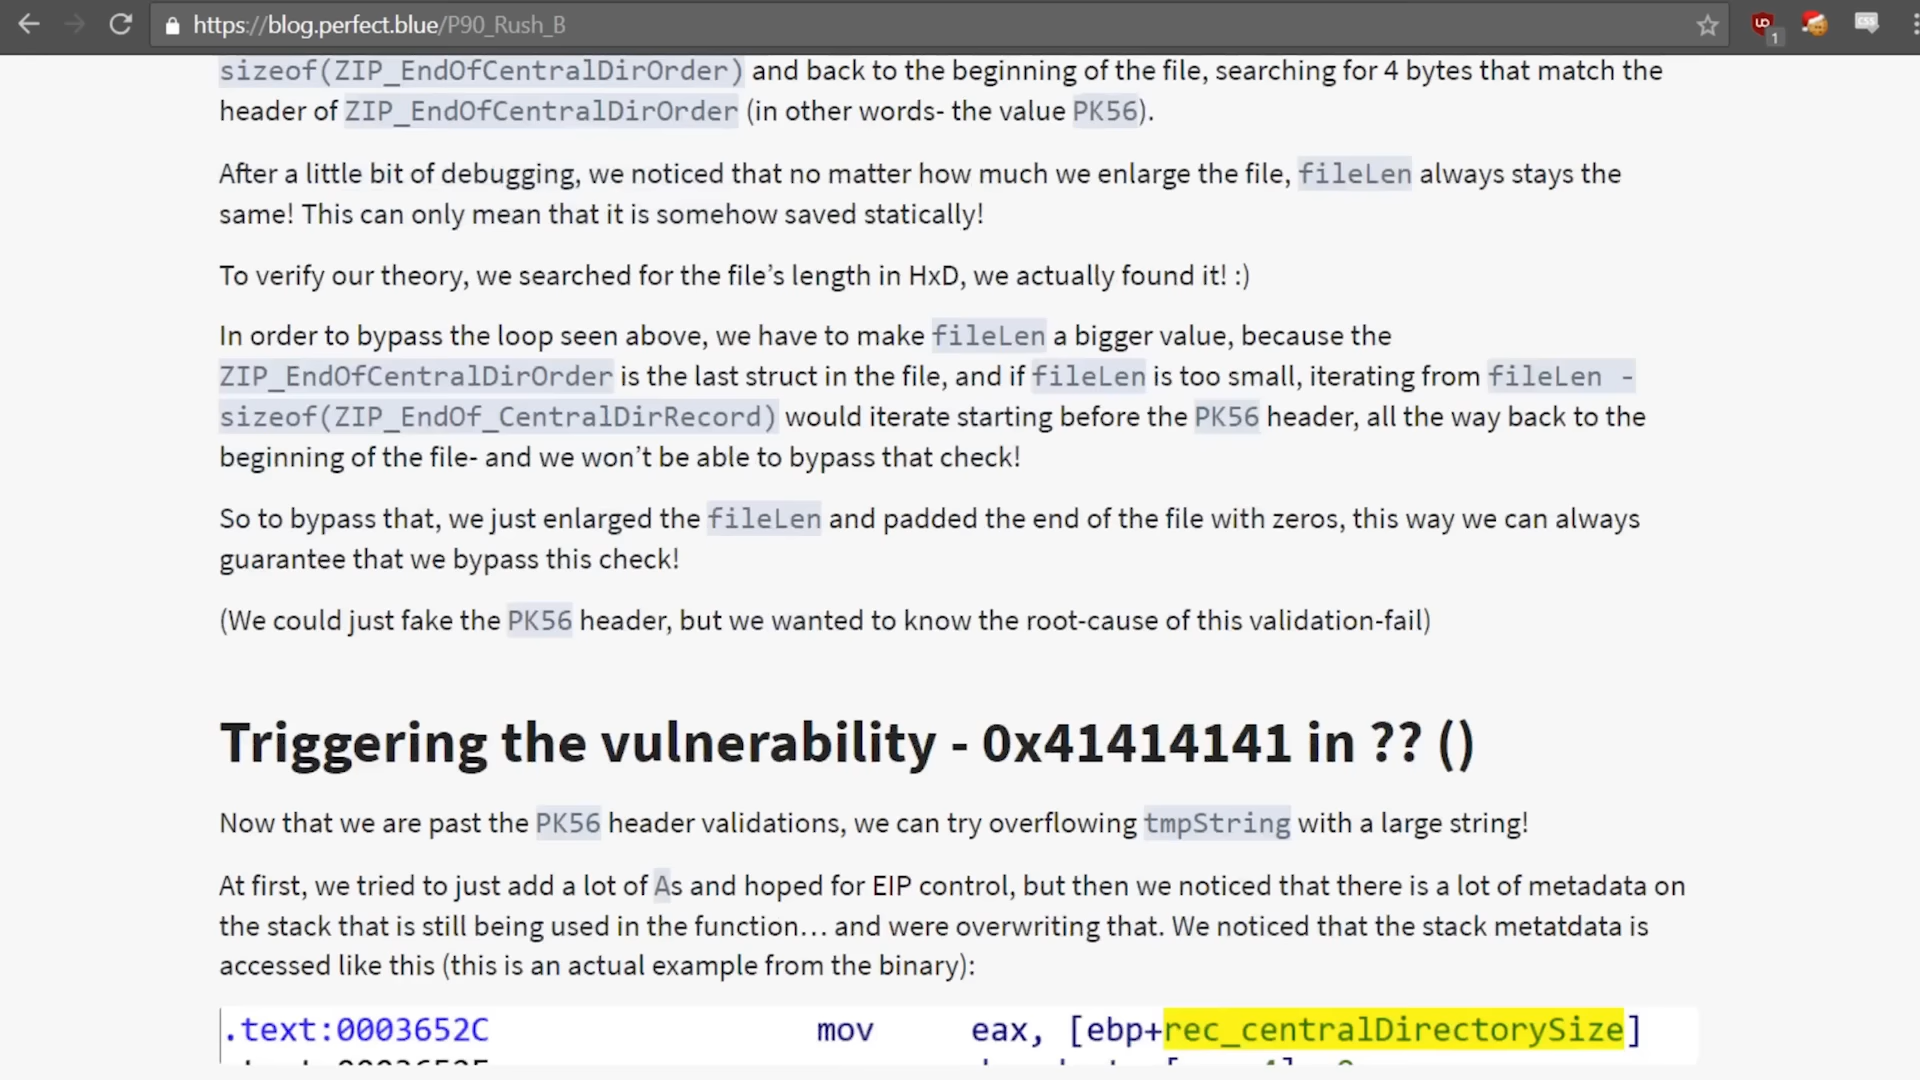 https://blog.perfect.blue/P90_Rush_B
1
CSS
sizeof(ZIP_EndOfCentralDirOrder) and back to the beginning of the file, searching for 4 bytes that match the
header of ZIP_EndOfCentralDirOrder (in other words- the value PK56).
After a little bit of debugging, we noticed that no matter how much we enlarge the file, fileLen always stays the
same! This can only mean that it is somehow saved statically!
To verify our theory, we searched for the file’s length in HxD, we actually found it! :)
In order to bypass the loop seen above, we have to make fileLen a bigger value, because the
ZIP_EndOfCentralDirOrder is the last struct in the file, and if fileLen is too small, iterating from fileLen -
sizeof(ZIP_EndOf_CentralDirRecord) would iterate starting before the PK56 header, all the way back to the
beginning of the file- and we won’t be able to bypass that check!
So to bypass that, we just enlarged the fileLen and padded the end of the file with zeros, this way we can always
guarantee that we bypass this check!
(We could just fake the PK56 header, but we wanted to know the root-cause of this validation-fail)
Triggering the vulnerability - 0x41414141 in ?? ()
Now that we are past the PK56 header validations, we can try overflowing tmpString with a large string!
At first, we tried to just add a lot of As and hoped for EIP control, but then we noticed that there is a lot of metadata on
the stack that is still being used in the function… and were overwriting that. We noticed that the stack metatdata is
accessed like this (this is an actual example from the binary):
.text:0003652C mov eax, [ebp+rec_centralDirectorySize]